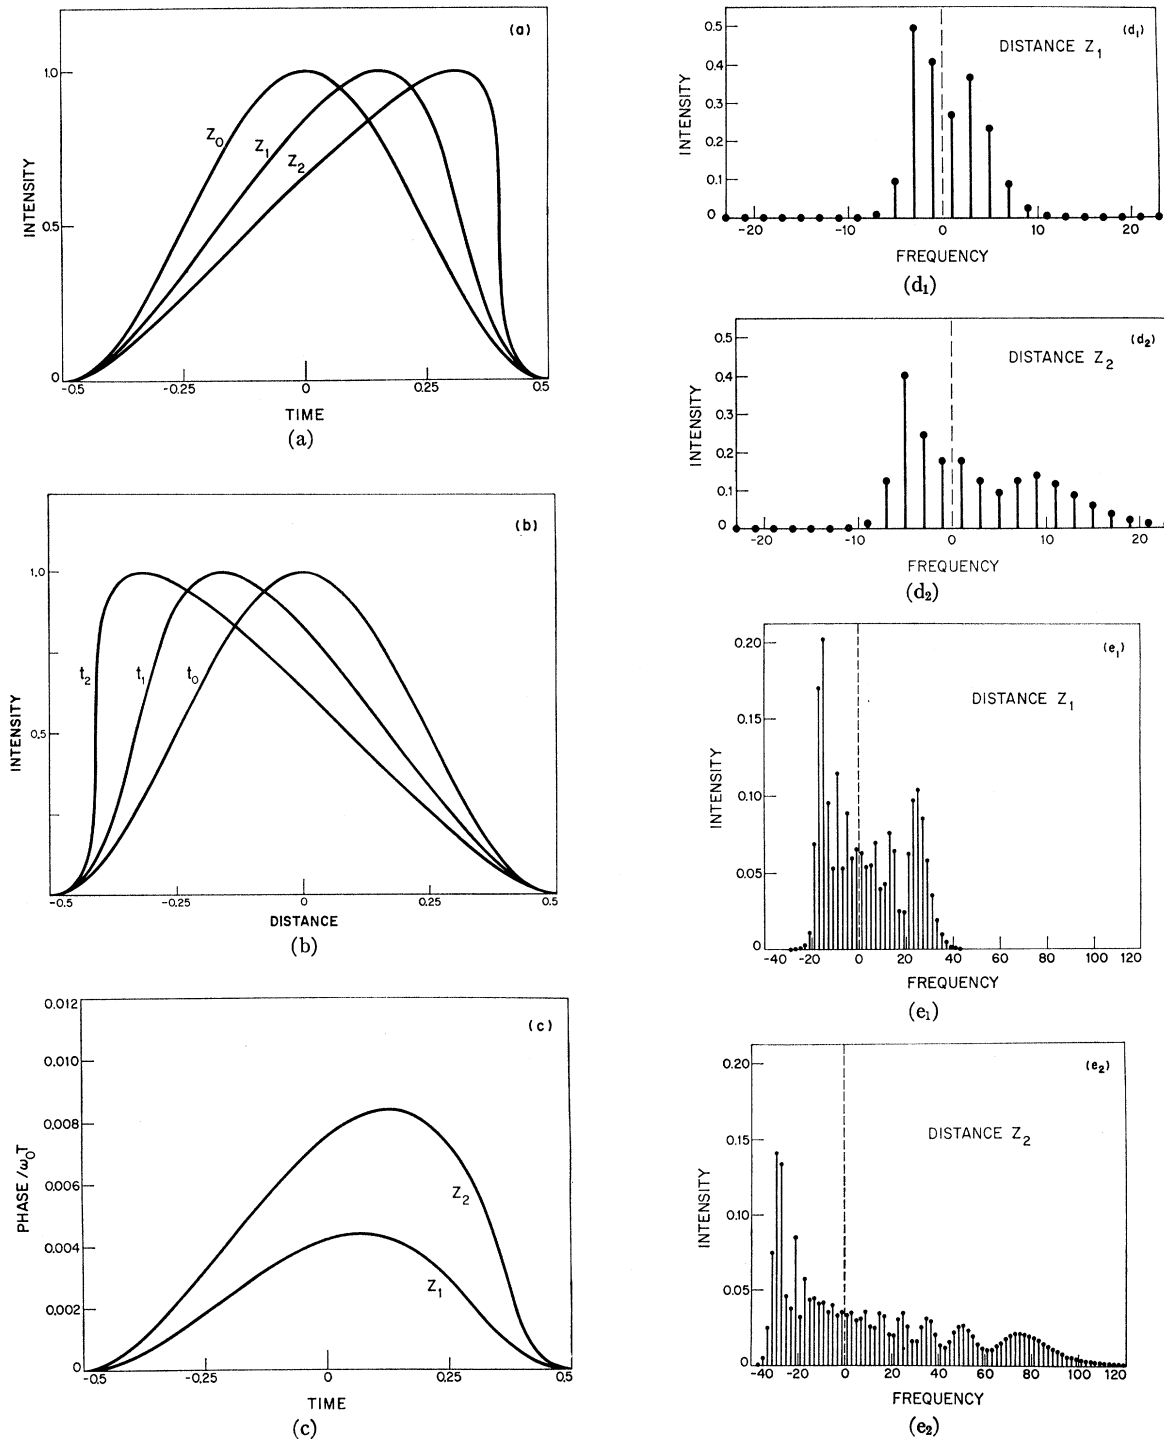 (a)
INTENSITY
1.0
0.5
0
Z0
Z1
Z2
-0.5 -0.25 0 0.25 0.5
TIME
(a)
(b)
INTENSITY
1.0
0.5
0
t2
t1
t0
-0.5 -0.25 0 0.25 0.5
DISTANCE
(b)
(c)
PHASE/ω0T
0.012
0.010
0.008
0.006
0.004
0.002
0
Z2
Z1
-0.5 -0.25 0 0.25 0.5
TIME
(c)
(d1)
DISTANCE Z1
INTENSITY
0.5
0.4
0.3
0.2
0.1
0
-20 -10 0 10 20
FREQUENCY
(d1)
(d2)
DISTANCE Z2
INTENSITY
0.5
0.4
0.3
0.2
0.1
0
-20 -10 0 10 20
FREQUENCY
(d2)
(e1)
DISTANCE Z1
INTENSITY
0.20
0.15
0.10
0.05
0
-40 -20 0 20 40 60 80 100 120
FREQUENCY
(e1)
(e2)
DISTANCE Z2
INTENSITY
0.20
0.15
0.10
0.05
0
-40 -20 0 20 40 60 80 100 120
FREQUENCY
(e2)